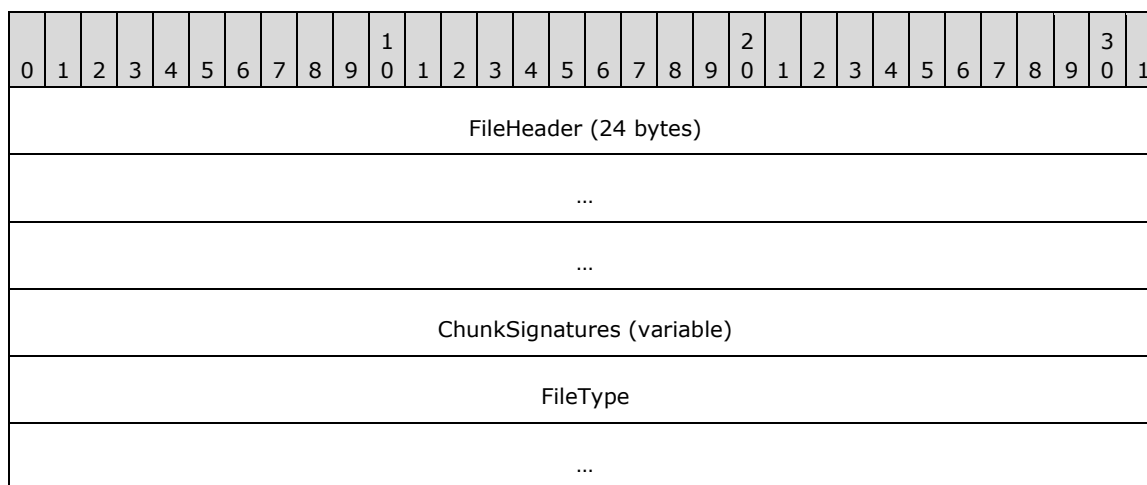 1 2 3
0 1 2 3 4 5 6 7 8 9 0 1 2 3 4 5 6 7 8 9 0 1 2 3 4 5 6 7 8 9 0 1
FileHeader (24 bytes)
...
...
ChunkSignatures (variable)
FileType
...